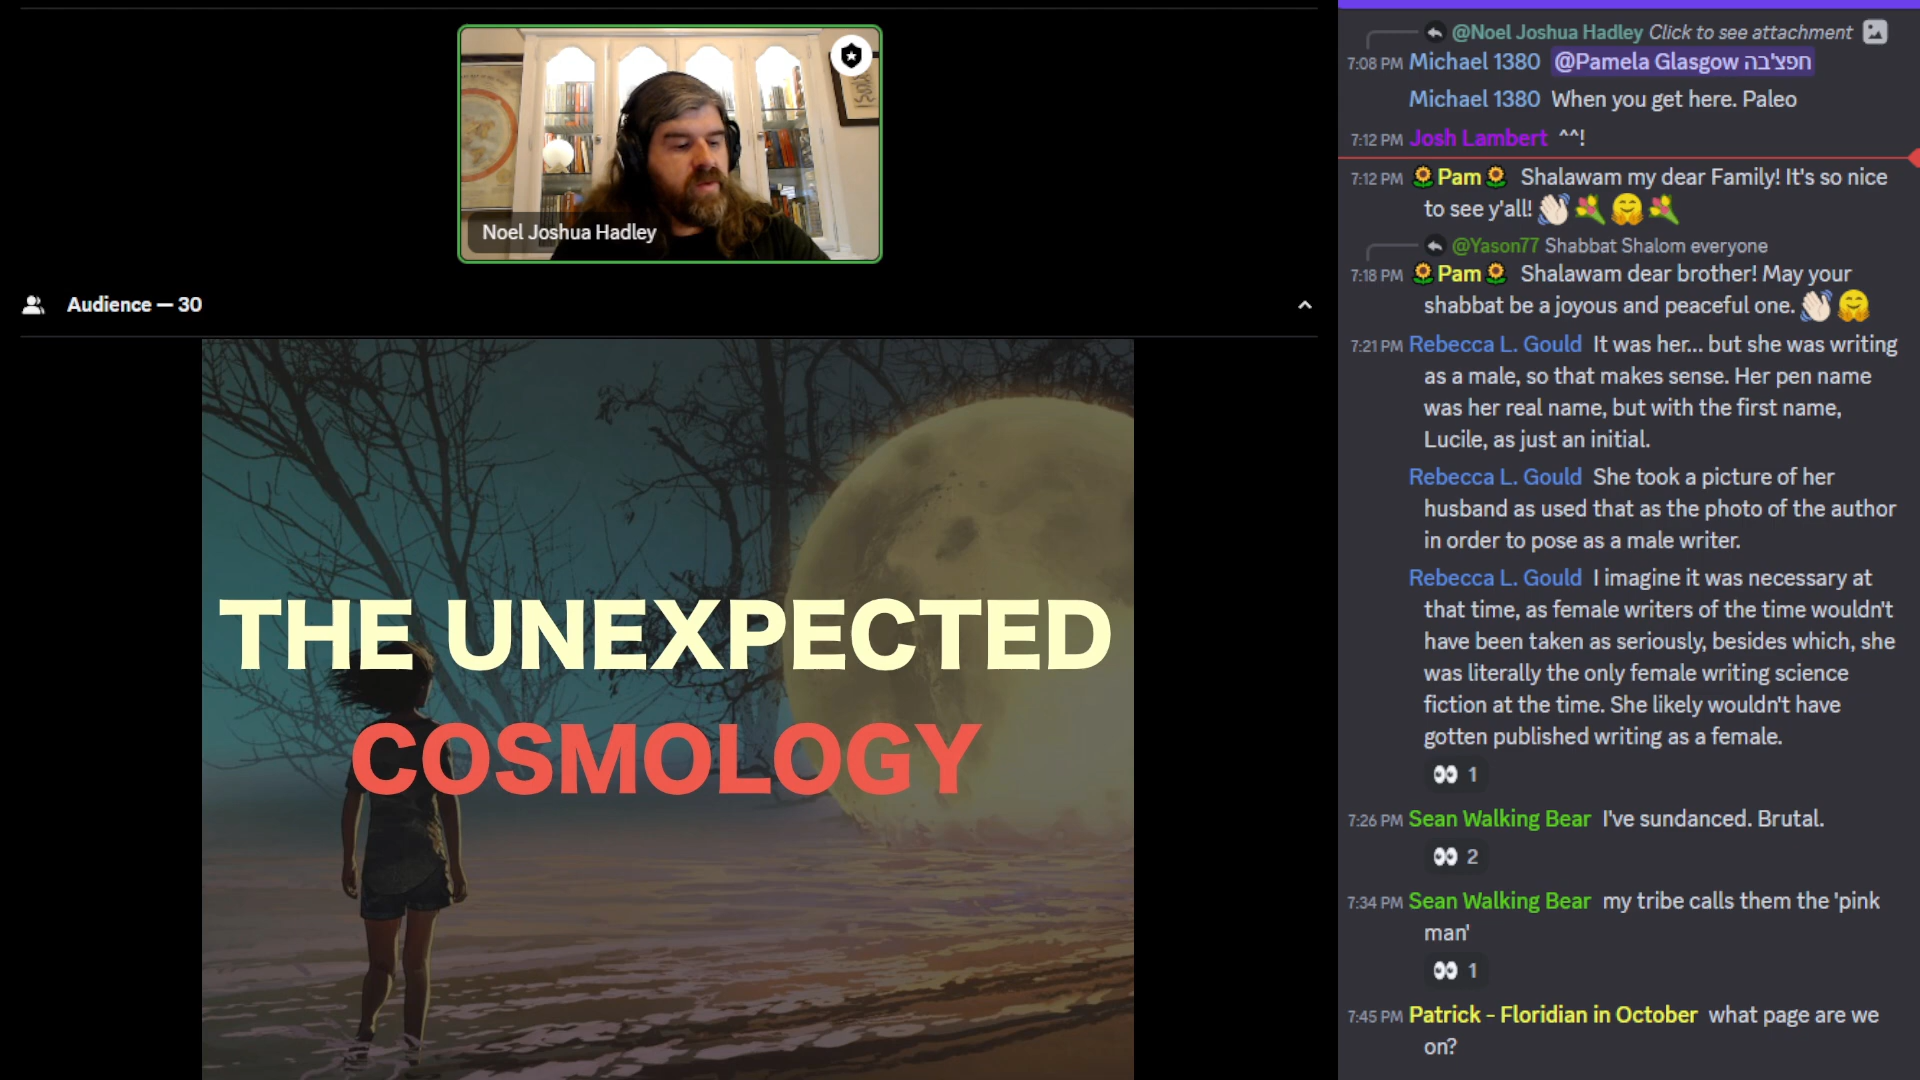 Noel Joshua Hadley
Audience — 30
THE UNEXPECTED
COSMOLOGY
@Noel Joshua Hadley Click to see attachment
7:08 PM Michael 1380 @Pamela Glasgow חפצ'בה
Michael 1380 When you get here. Paleo
7:12 PM Josh Lambert ^^!
7:12 PM 🌻Pam🌻 Shalawam my dear Family! It's so nice
to see y'all! 👋🏻💐🤗💐
@Yason77 Shabbat Shalom everyone
7:18 PM 🌻Pam🌻 Shalawam dear brother! May your
shabbat be a joyous and peaceful one. 👋🏻🤗
7:21 PM Rebecca L. Gould It was her... but she was writing
as a male, so that makes sense. Her pen name
was her real name, but with the first name,
Lucile, as just an initial.
Rebecca L. Gould She took a picture of her
husband as used that as the photo of the author
in order to pose as a male writer.
Rebecca L. Gould I imagine it was necessary at
that time, as female writers of the time wouldn't
have been taken as seriously, besides which, she
was literally the only female writing science
fiction at the time. She likely wouldn't have
gotten published writing as a female.
👀 1
7:26 PM Sean Walking Bear I've sundanced. Brutal.
👀 2
7:34 PM Sean Walking Bear my tribe calls them the 'pink
man'
👀 1
7:45 PM Patrick - Floridian in October what page are we
on?